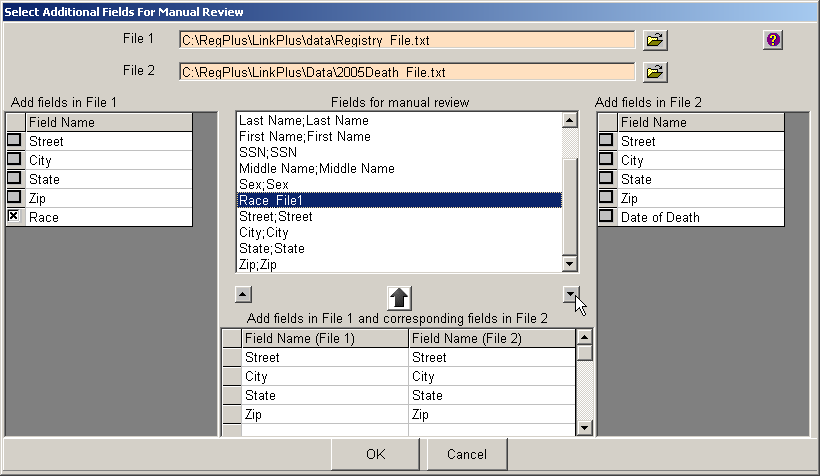 Select Additional Fields For Manual Review
File 1
C:\RegPlus\LinkPlus\data\Registry_File.txt
?
File 2
C:\RegPlus\LinkPlus\Data\2005Death_File.txt
Add fields in File 1
Field Name
Street
City
State
Zip
Race
Fields for manual review
Last Name;Last Name
First Name;First Name
SSN;SSN
Middle Name;Middle Name
Sex;Sex
Race_File1
Street;Street
City;City
State;State
Zip;Zip
Add fields in File 2
Field Name
Street
City
State
Zip
Date of Death
Add fields in File 1 and corresponding fields in File 2
Field Name (File 1) Field Name (File 2)
Street Street
City City
State State
Zip Zip
OK Cancel